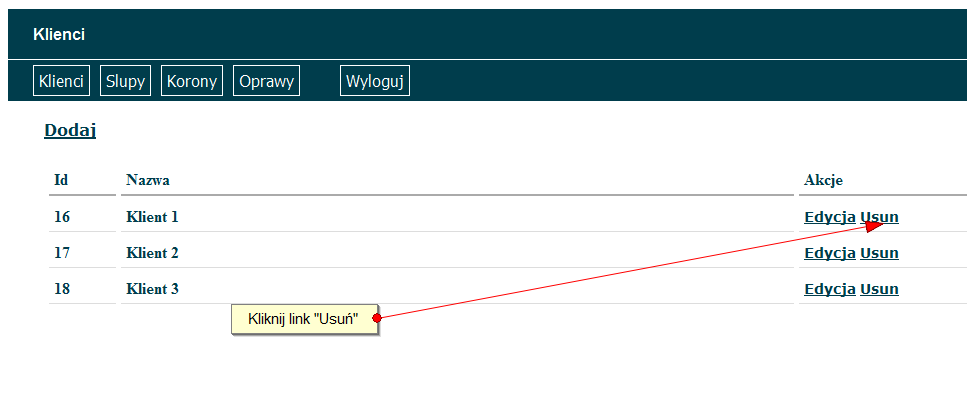 Klienci
Klienci Slupy Korony Oprawy Wyloguj
Dodaj
Id Nazwa Akcje
16 Klient 1 Edycja Usun
17 Klient 2 Edycja Usun
18 Klient 3 Edycja Usun
Kliknij link "Usuń"